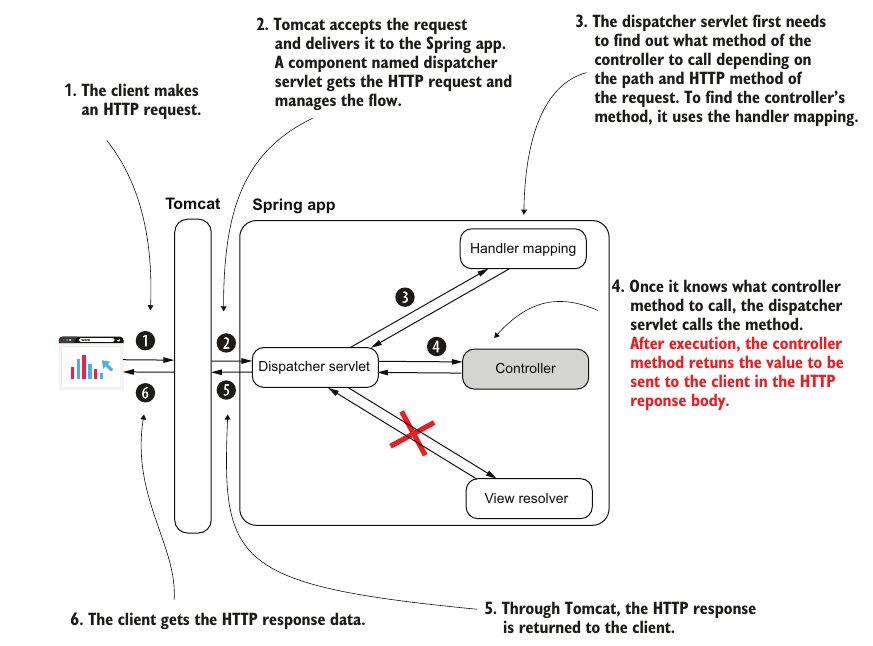 2. Tomcat accepts the request
and delivers it to the Spring app.
A component named dispatcher
servlet gets the HTTP request and
manages the flow.
3. The dispatcher servlet first needs
to find out what method of the
controller to call depending on
the path and HTTP method of
the request. To find the controller's
method, it uses the handler mapping.
1. The client makes
an HTTP request.
Tomcat
Spring app
Handler mapping
3
4. Once it knows what controller
method to call, the dispatcher
servlet calls the method.
After execution, the controller
method retuns the value to be
sent to the client in the HTTP
reponse body.
1
2
4
Dispatcher servlet
Controller
6
5
View resolver
5. Through Tomcat, the HTTP response
is returned to the client.
6. The client gets the HTTP response data.